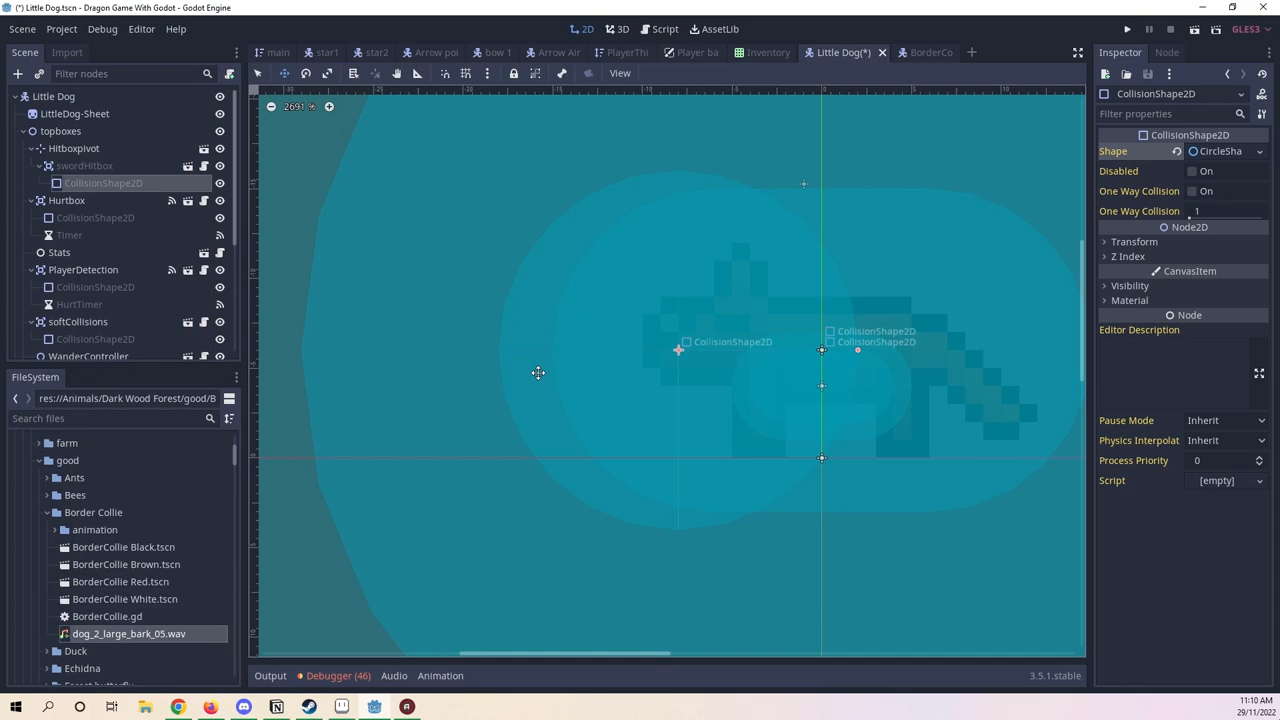 (*) Little Dog.tscn - Dragon Game With Godot - Godot Engine
Scene Project Debug Editor Help
2D 3D Script AssetLib
GLES3
Scene Import
main star1 star2 Arrow poi bow 1 Arrow Air PlayerThi Player ba Inventory Little Dog(*) BorderCo
Inspector Node
Filter nodes
View
Little Dog
LittleDog-Sheet
topboxes
Hitboxpivot
swordHitbox
CollisionShape2D
Hurtbox
CollisionShape2D
Timer
Stats
PlayerDetection
CollisionShape2D
HurtTImer
softCollisions
CollisionShape2D
WanderController
2691 %
CollisionShape2D
CollisionShape2D
CollisionShape2D
CollisionShape2D
Filter properties
CollisionShape2D
Shape CircleSha
Disabled On
One Way Collision On
One Way Collision 1
Node2D
Transform
Z Index
CanvasItem
Visibility
Material
Node
Editor Description
Pause Mode Inherit
Physics Interpolat Inherit
Process Priority 0
Script [empty]
FileSystem
res://Animals/Dark Wood Forest/good/B
Search files
farm
good
Ants
Bees
Border Collie
animation
BorderCollie Black.tscn
BorderCollie Brown.tscn
BorderCollie Red.tscn
BorderCollie White.tscn
BorderCollie.gd
dog_2_large_bark_05.wav
Duck
Echidna
Output Debugger (46) Audio Animation
3.5.1.stable
11:10 AM
29/11/2022